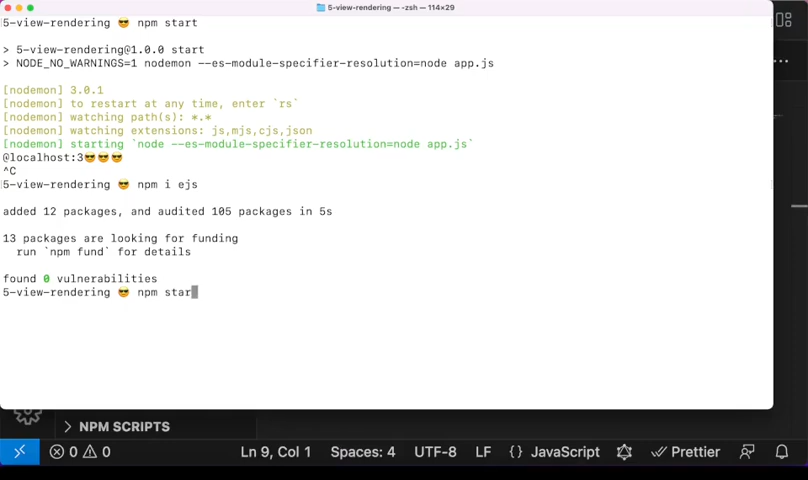 5-view-rendering — -zsh — 114×29
5-view-rendering 😎 npm start
> 5-view-rendering@1.0.0 start
> NODE_NO_WARNINGS=1 nodemon --es-module-specifier-resolution=node app.js
[nodemon] 3.0.1
[nodemon] to restart at any time, enter `rs`
[nodemon] watching path(s): *.*
[nodemon] watching extensions: js,mjs,cjs,json
[nodemon] starting `node --es-module-specifier-resolution=node app.js`
@localhost:3😎😎😎
^C
5-view-rendering 😎 npm i ejs
added 12 packages, and audited 105 packages in 5s
13 packages are looking for funding
run `npm fund` for details
found 0 vulnerabilities
5-view-rendering 😎 npm star
NPM SCRIPTS
0 0 Ln 9, Col 1 Spaces: 4 UTF-8 LF {} JavaScript Prettier